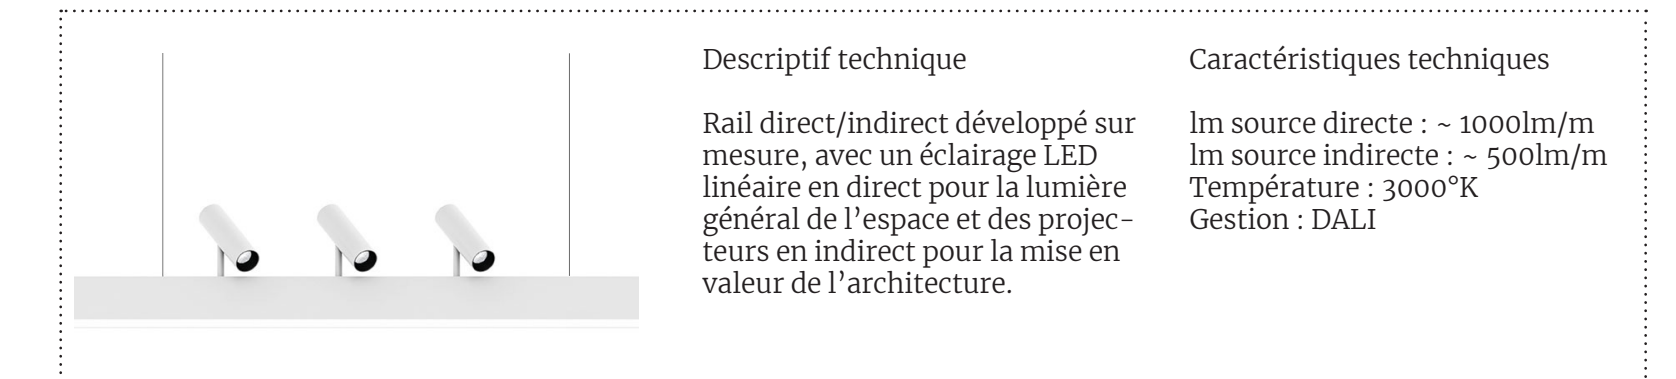 Descriptif technique
Rail direct/indirect développé sur
mesure, avec un éclairage LED
linéaire en direct pour la lumière
général de l’espace et des projec-
teurs en indirect pour la mise en
valeur de l’architecture.
Caractéristiques techniques
lm source directe : ~ 1000lm/m
lm source indirecte : ~ 500lm/m
Température : 3000°K
Gestion : DALI